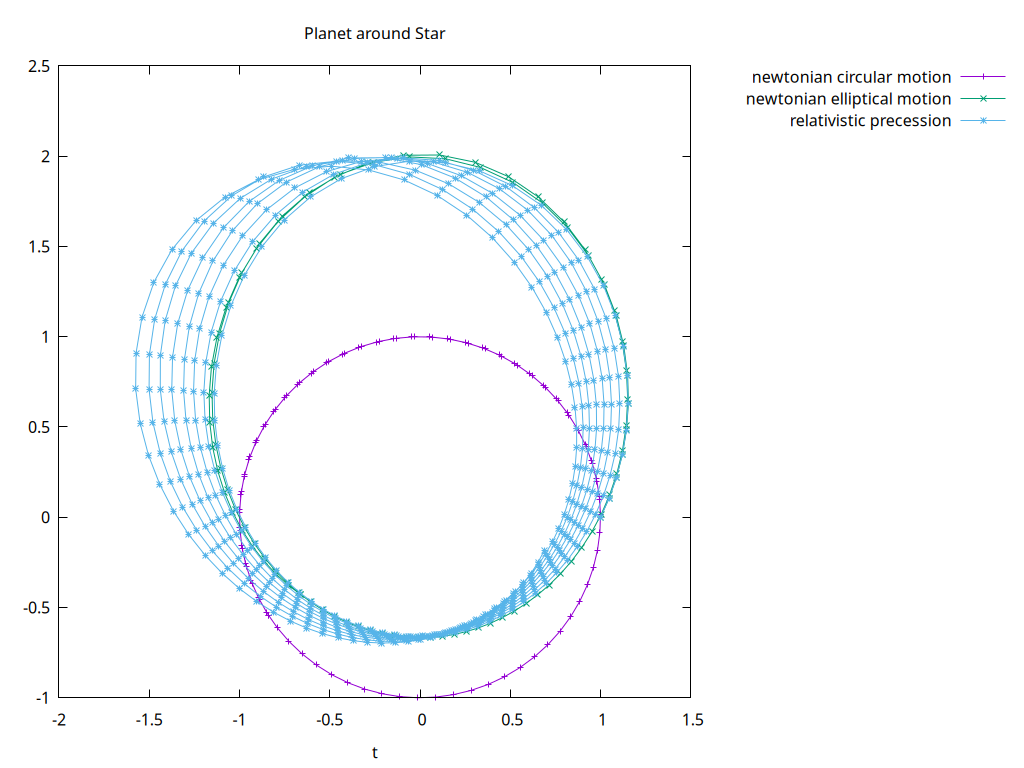 Planet around Star
newtonian circular motion
newtonian elliptical motion
relativistic precession
2.5
2
1.5
1
0.5
0
-0.5
-1
-2 -1.5 -1 -0.5 0 0.5 1 1.5
t